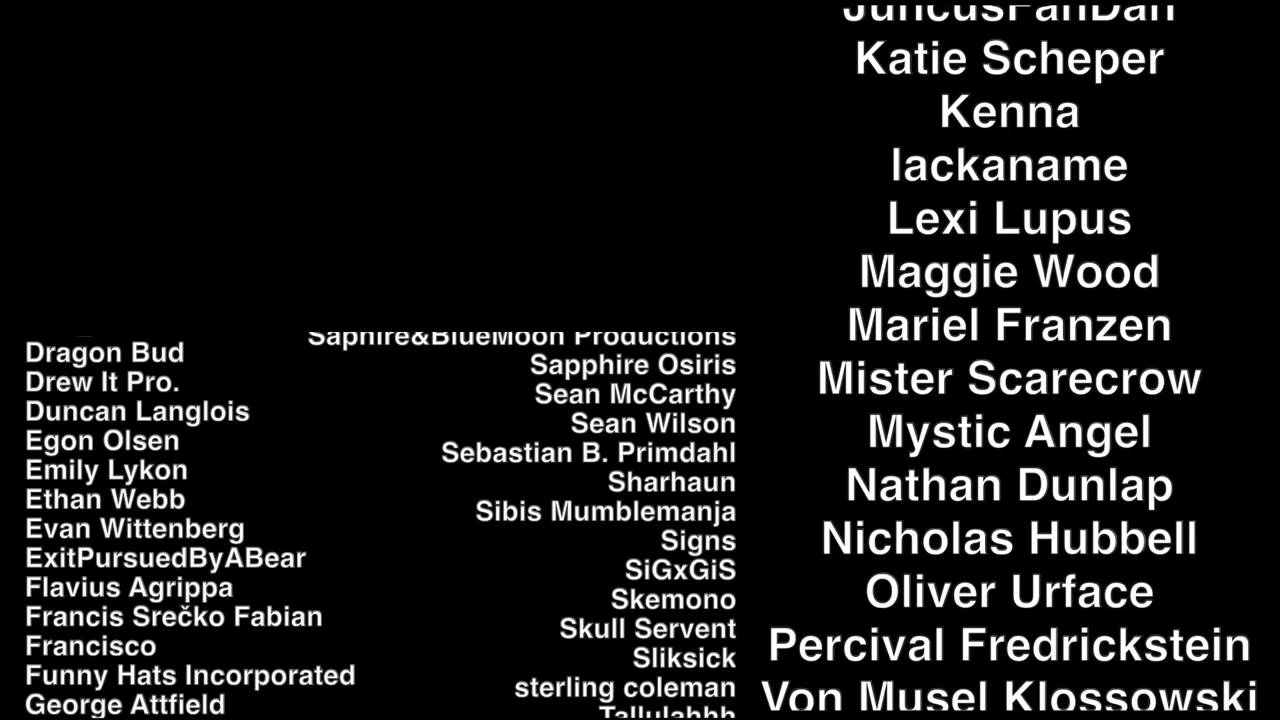 Dragon Bud
Drew It Pro.
Duncan Langlois
Egon Olsen
Emily Lykon
Ethan Webb
Evan Wittenberg
ExitPursuedByABear
Flavius Agrippa
Francis Srečko Fabian
Francisco
Funny Hats Incorporated
George Attfield
Saphire&BlueMoon Productions
Sapphire Osiris
Sean McCarthy
Sean Wilson
Sebastian B. Primdahl
Sharhaun
Sibis Mumblemanja
Signs
SiGxGiS
Skemono
Skull Servent
Sliksick
sterling coleman
Tallulahhh
JuncusFanDan
Katie Scheper
Kenna
lackaname
Lexi Lupus
Maggie Wood
Mariel Franzen
Mister Scarecrow
Mystic Angel
Nathan Dunlap
Nicholas Hubbell
Oliver Urface
Percival Fredrickstein
Von Musel Klossowski